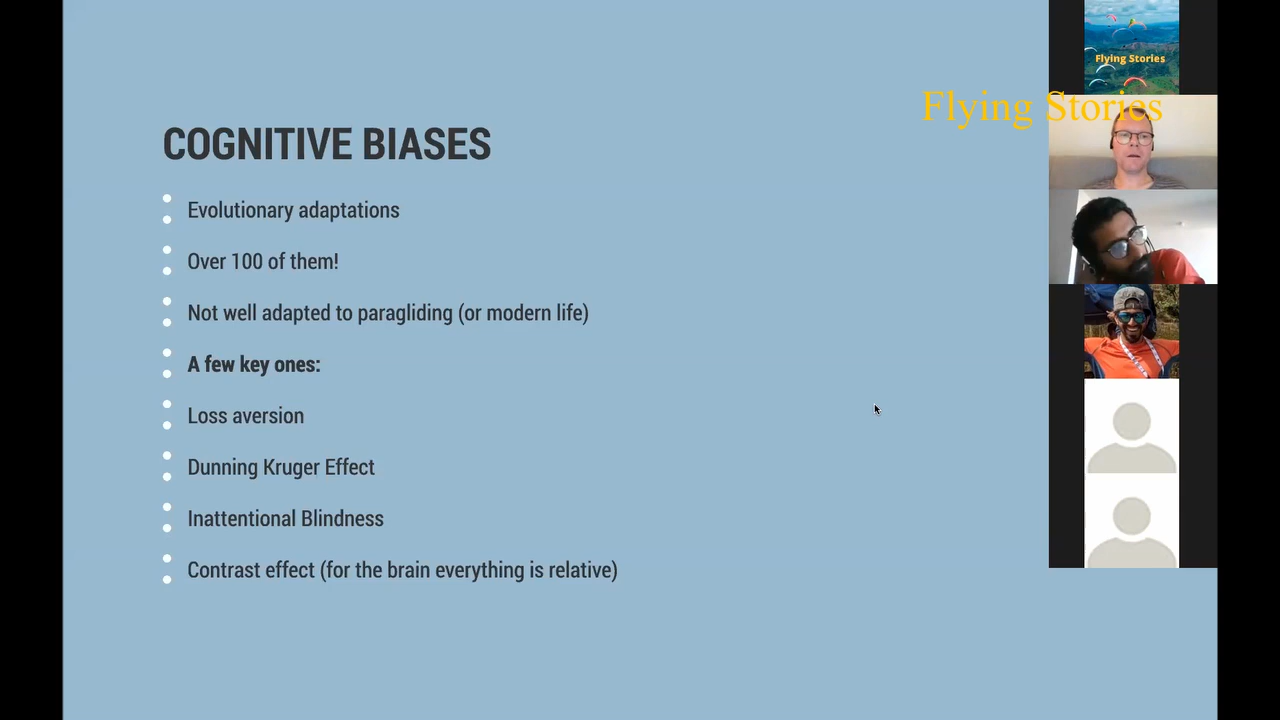 Flying Stories
Flying Stories
COGNITIVE BIASES
Evolutionary adaptations
Over 100 of them!
Not well adapted to paragliding (or modern life)
A few key ones:
Loss aversion
Dunning Kruger Effect
Inattentional Blindness
Contrast effect (for the brain everything is relative)